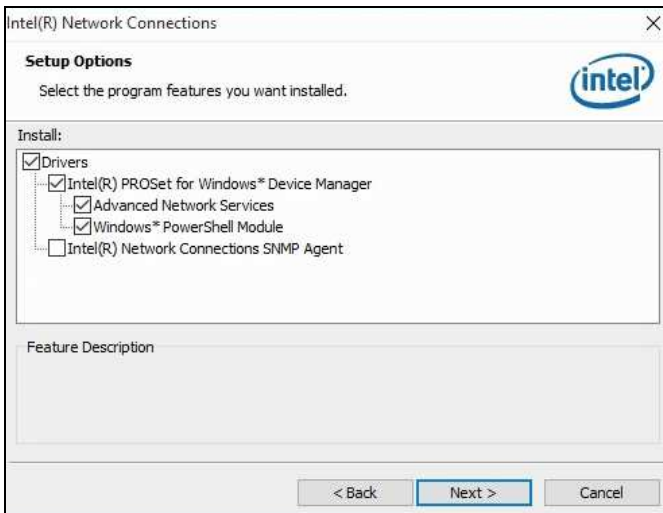 Intel(R) Network Connections
Setup Options
Select the program features you want installed.
intel
Install:
Drivers
Intel(R) PROSet for Windows* Device Manager
Advanced Network Services
Windows* PowerShell Module
Intel(R) Network Connections SNMP Agent
Feature Description
< Back
Next >
Cancel